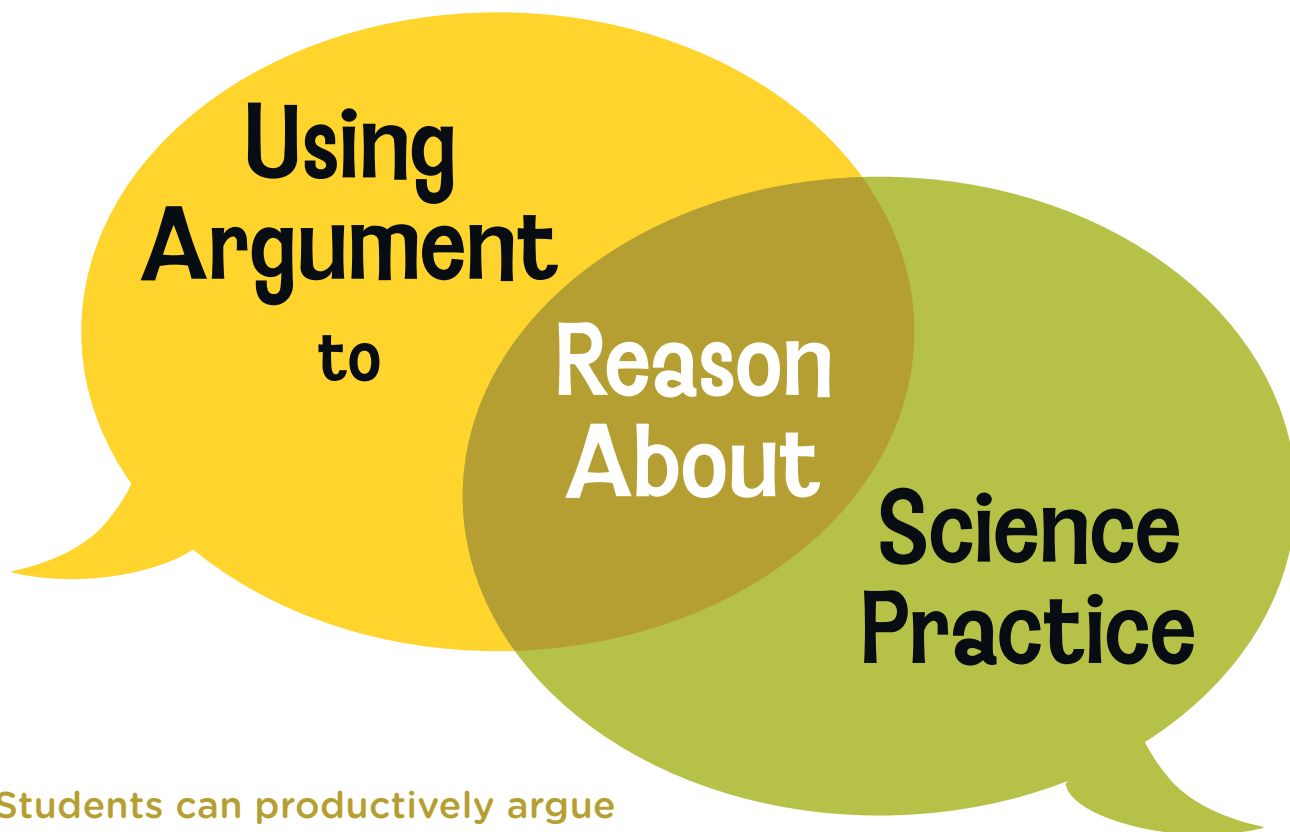 Using
Argument
to
Reason
About
Science
Practice
Students can productively argue